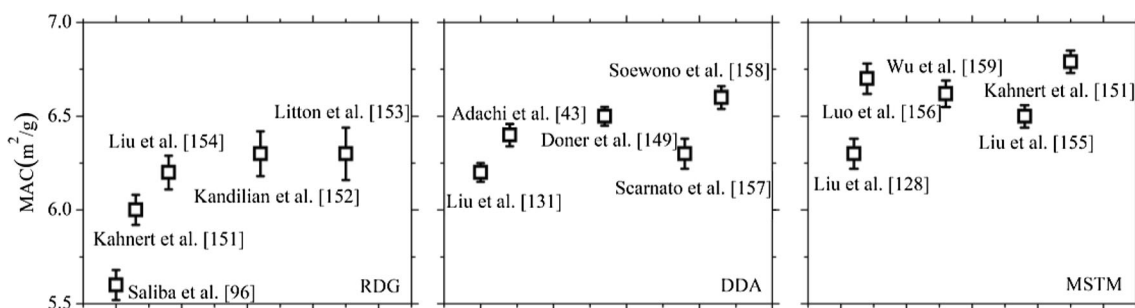 7.0
6.5
6.0
5.5
MAC(m²/g)
Litton et al. [153]
Liu et al. [154]
Kandilian et al. [152]
Kahnert et al. [151]
Saliba et al. [96]
RDG
Soewono et al. [158]
Adachi et al. [43]
Doner et al. [149]
Scarnato et al. [157]
Liu et al. [131]
DDA
Wu et al. [159]
Kahnert et al. [151]
Luo et al. [156]
Liu et al. [155]
Liu et al. [128]
MSTM